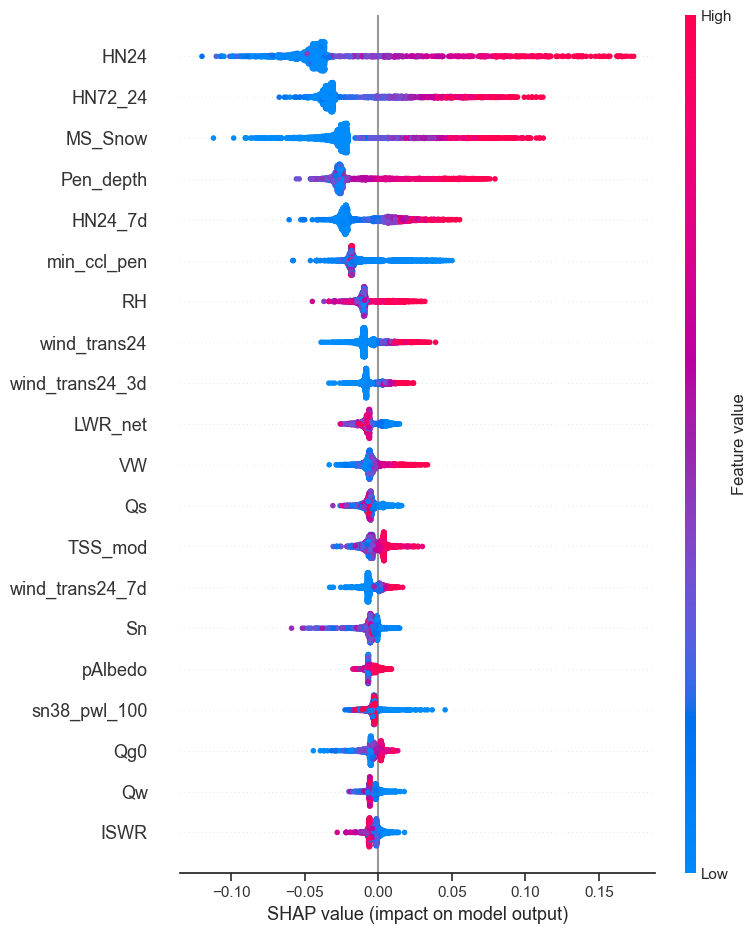 High
HN24
HN72_24
MS_Snow
Pen_depth
HN24_7d
min_ccl_pen
RH
wind_trans24
wind_trans24_3d
LWR_net
VW
Qs
TSS_mod
wind_trans24_7d
Sn
pAlbedo
sn38_pwl_100
Qg0
Qw
ISWR
Feature value
Low
−0.10 −0.05 0.00 0.05 0.10 0.15
SHAP value (impact on model output)